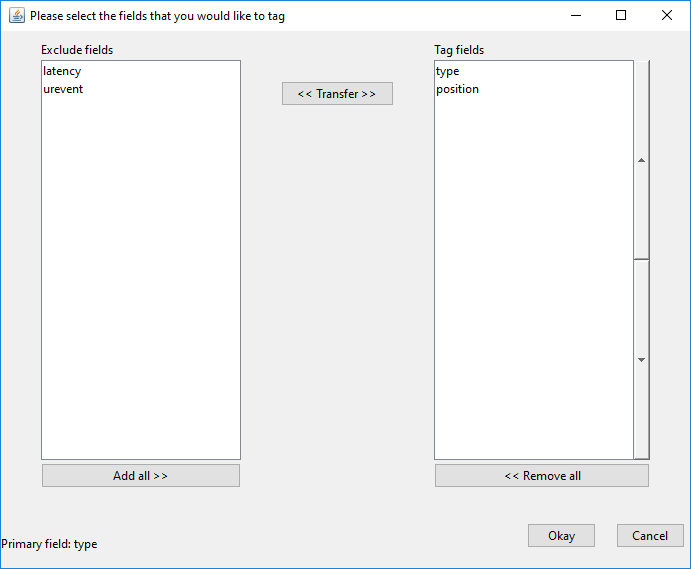 Please select the fields that you would like to tag
Exclude fields
Tag fields
latency
urevent
<< Transfer >>
type
position
Add all >>
<< Remove all
Okay
Cancel
Primary field: type